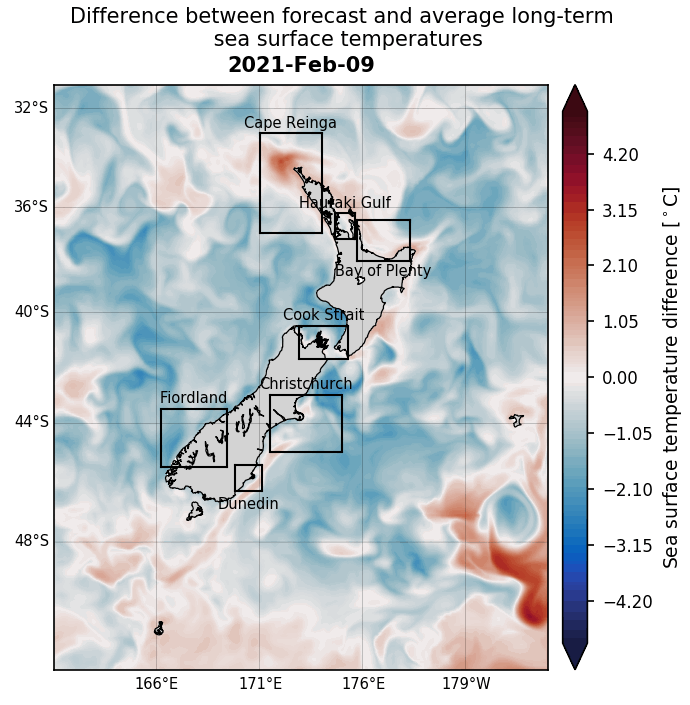 Difference between forecast and average long-term
sea surface temperatures
2021-Feb-09
32°S
36°S
40°S
44°S
48°S
Cape Reinga
Hauraki Gulf
Bay of Plenty
Cook Strait
Christchurch
Fiordland
Dunedin
166°E
171°E
176°E
179°W
4.20
3.15
2.10
1.05
0.00
−1.05
−2.10
−3.15
−4.20
Sea surface temperature difference [°C]